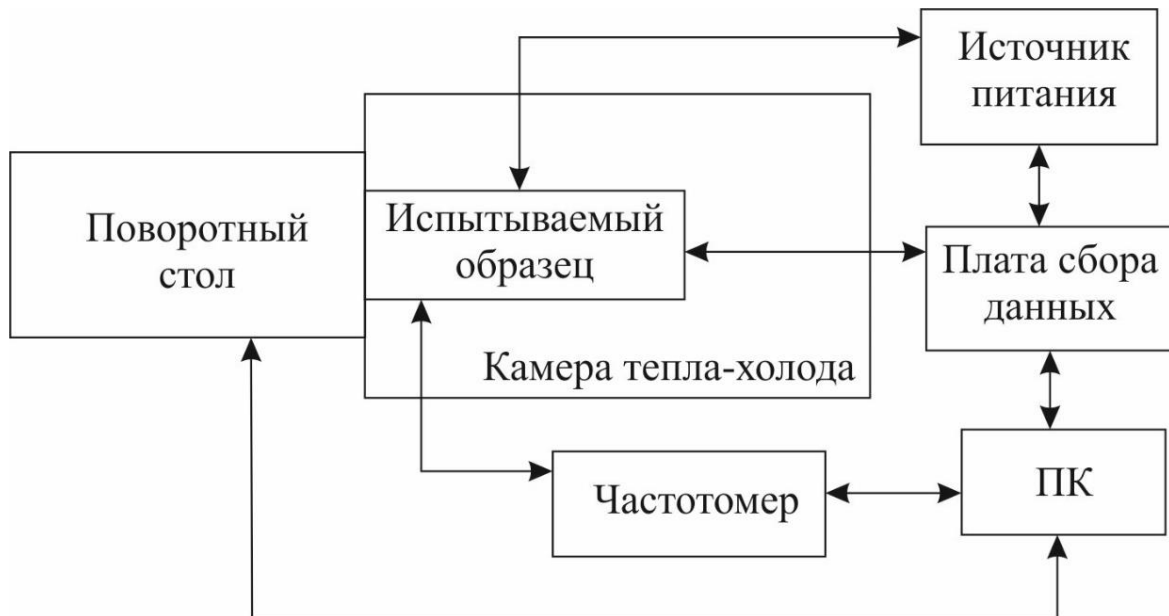 Источник
питания
Поворотный
стол
Испытываемый
образец
Плата сбора
данных
Камера тепла-холода
Частотомер
ПК